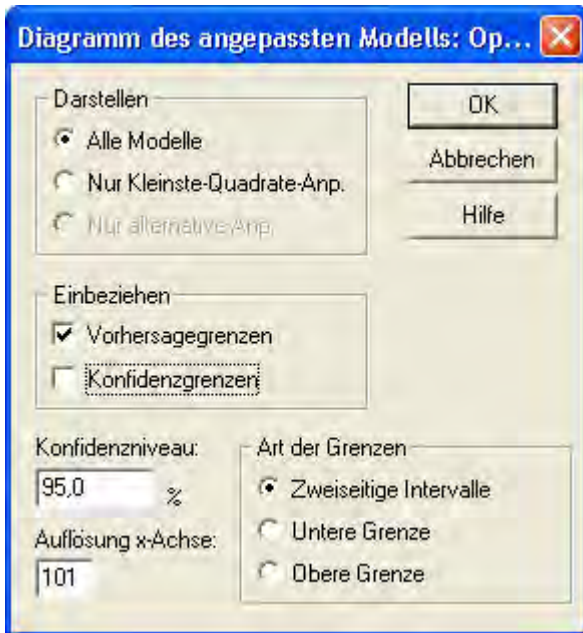 Diagramm des angepassten Modells: Op...
Darstellen
Alle Modelle
Nur Kleinste-Quadrate-Anp.
Nur alternative Anp.
OK
Abbrechen
Hilfe
Einbeziehen
Vorhersagegrenzen
Konfidenzgrenzen
Konfidenzniveau:
95,0 %
Auflösung x-Achse:
101
Art der Grenzen
Zweiseitige Intervalle
Untere Grenze
Obere Grenze